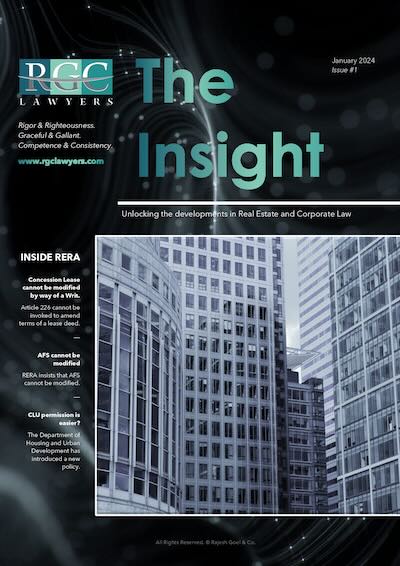 RGC
LAWYERS
Rigor & Righteousness.
Graceful & Gallant.
Competence & Consistency.
www.rgclawyers.com
The
Insight
January 2024
Issue #1
Unlocking the developments in Real Estate and Corporate Law
INSIDE RERA
Concession Lease
cannot be modified
by way of a Writ.
Article 226 cannot be
invoked to amend
terms of a lease deed.
—
AFS cannot be
modified
RERA insists that AFS
cannot be modified.
—
CLU permission is
easier?
The Department of
Housing and Urban
Development has
introduced a new
policy.
All Rights Reserved. © Rajesh Goel & Co.